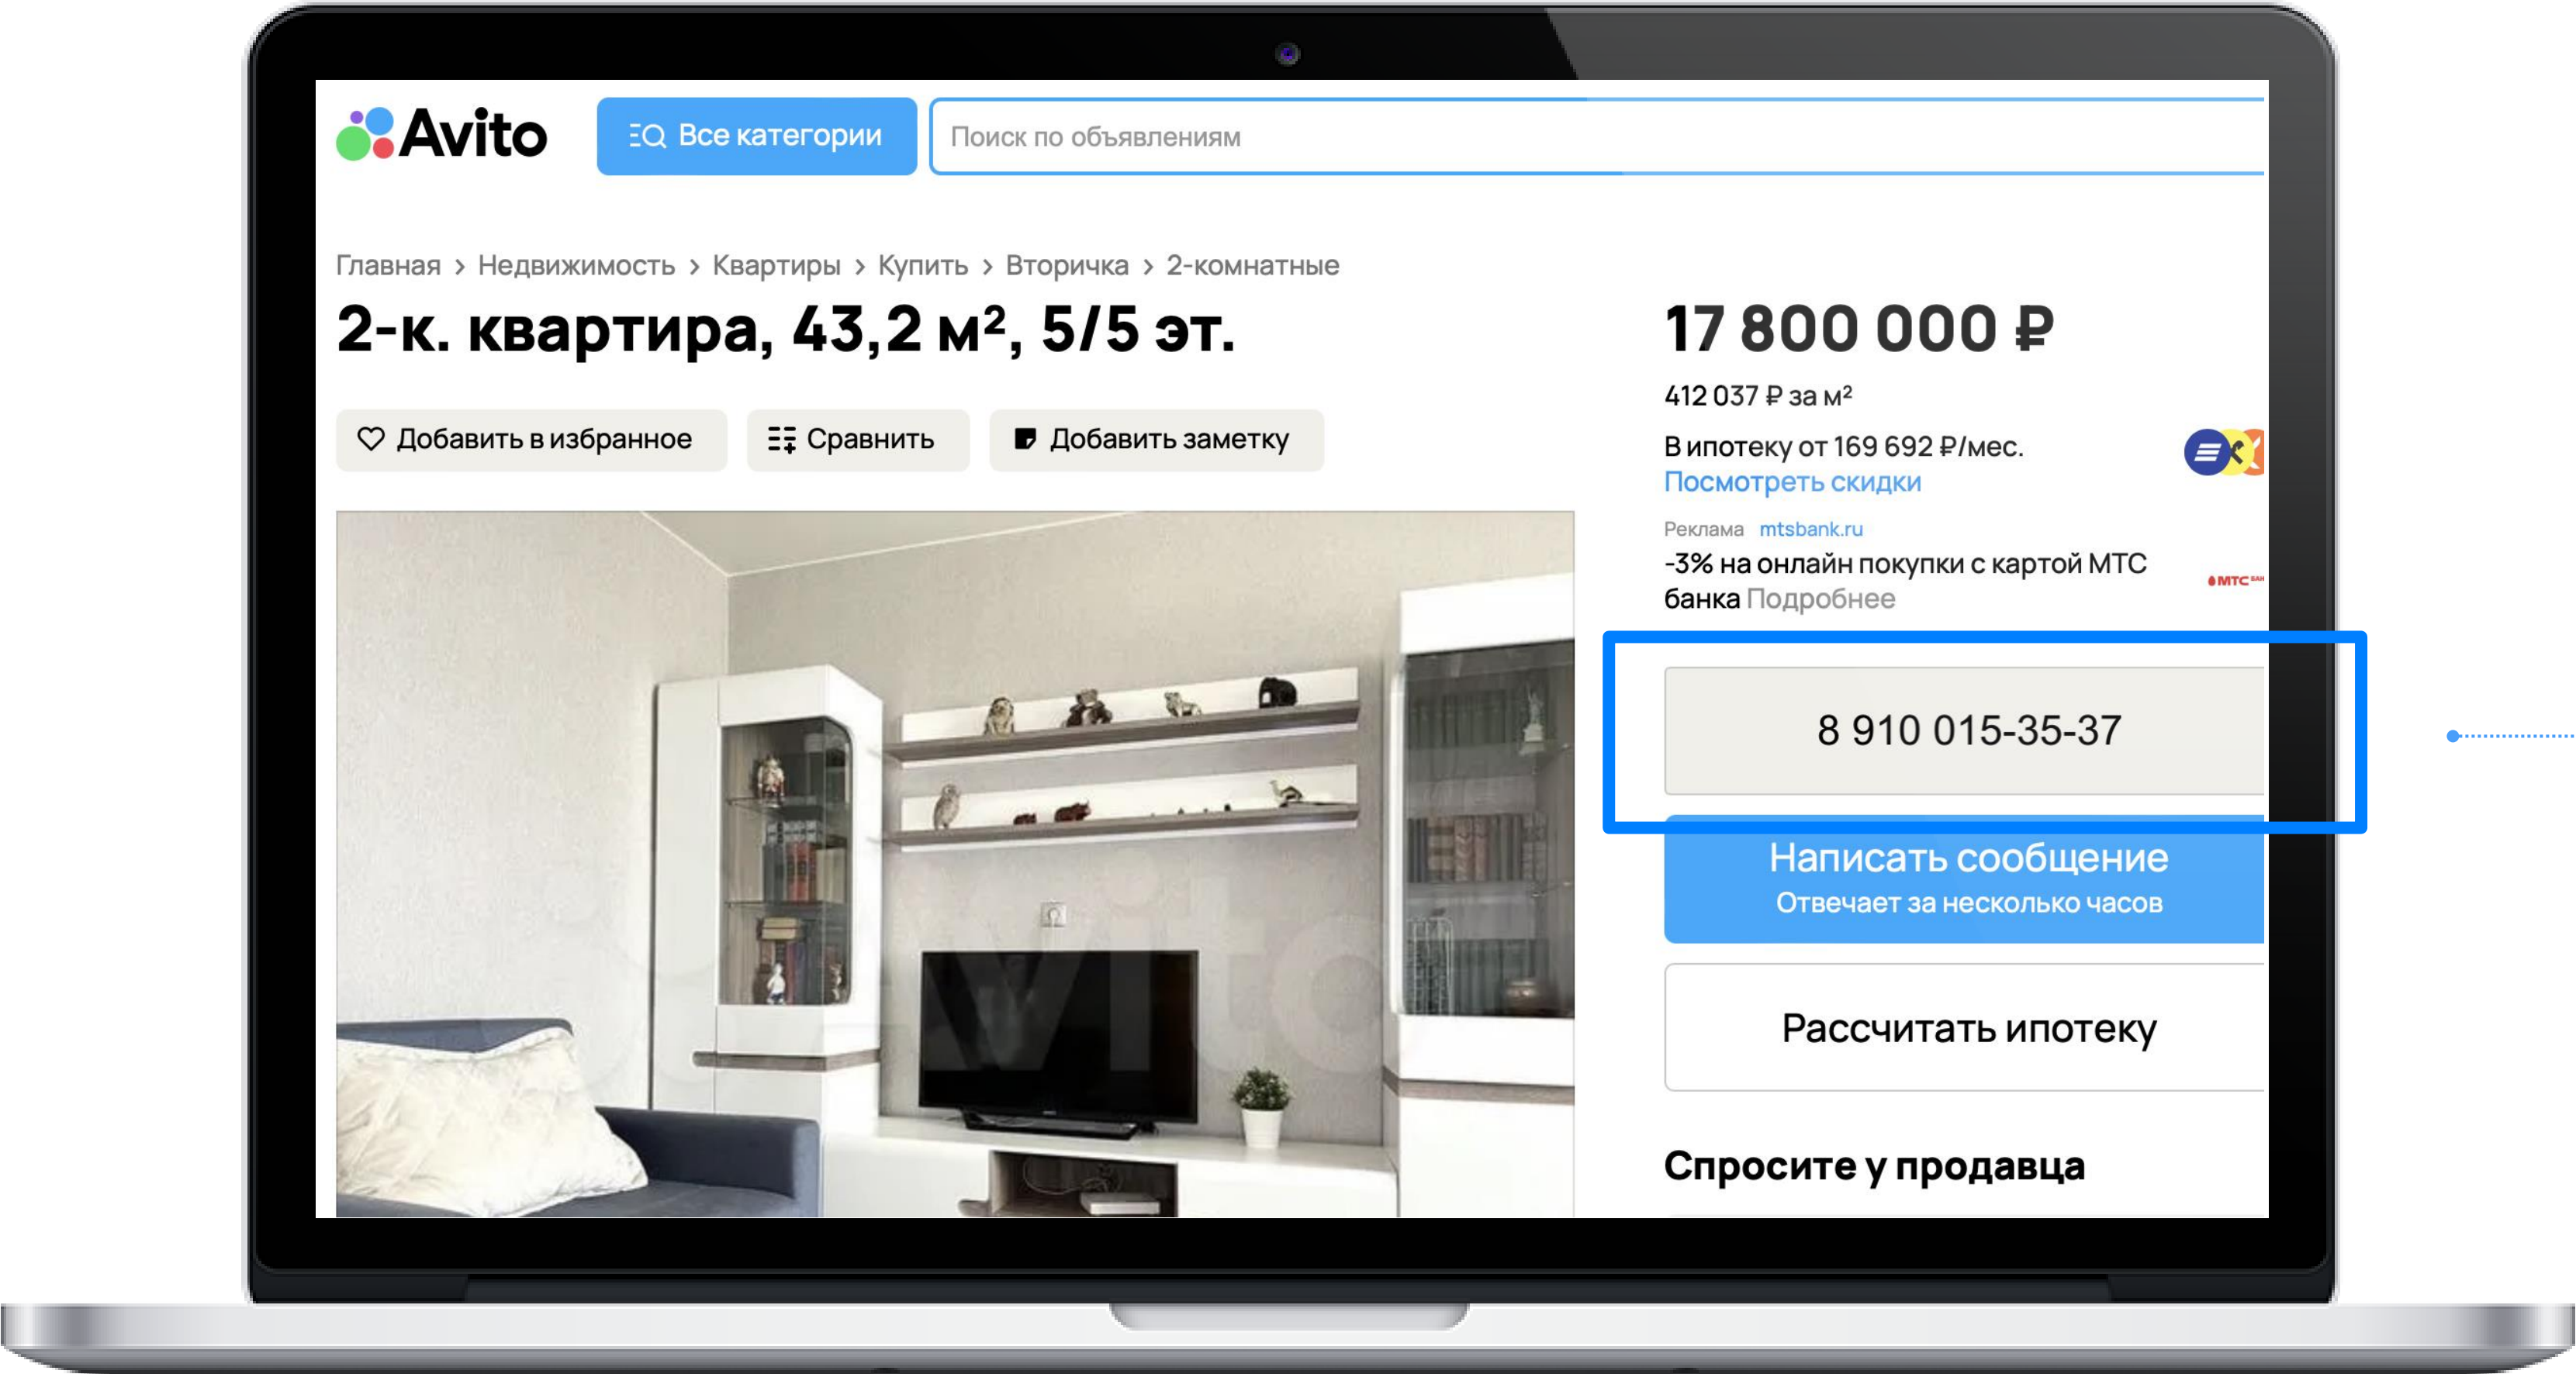 Avito
Все категории
Поиск по объявлениям
Главная > Недвижимость > Квартиры > Купить > Вторичка > 2-комнатные
2-к. квартира, 43,2 м², 5/5 эт.
Добавить в избранное
Сравнить
Добавить заметку
17 800 000 ₽
412 037 ₽ за м²
В ипотеку от 169 692 ₽/мес.
Посмотреть скидки
Реклама mtsbank.ru
-3% на онлайн покупки с картой МТС
банка Подробнее
МТС
8 910 015-35-37
Написать сообщение
Отвечает за несколько часов
Рассчитать ипотеку
Спросите у продавца
Avito